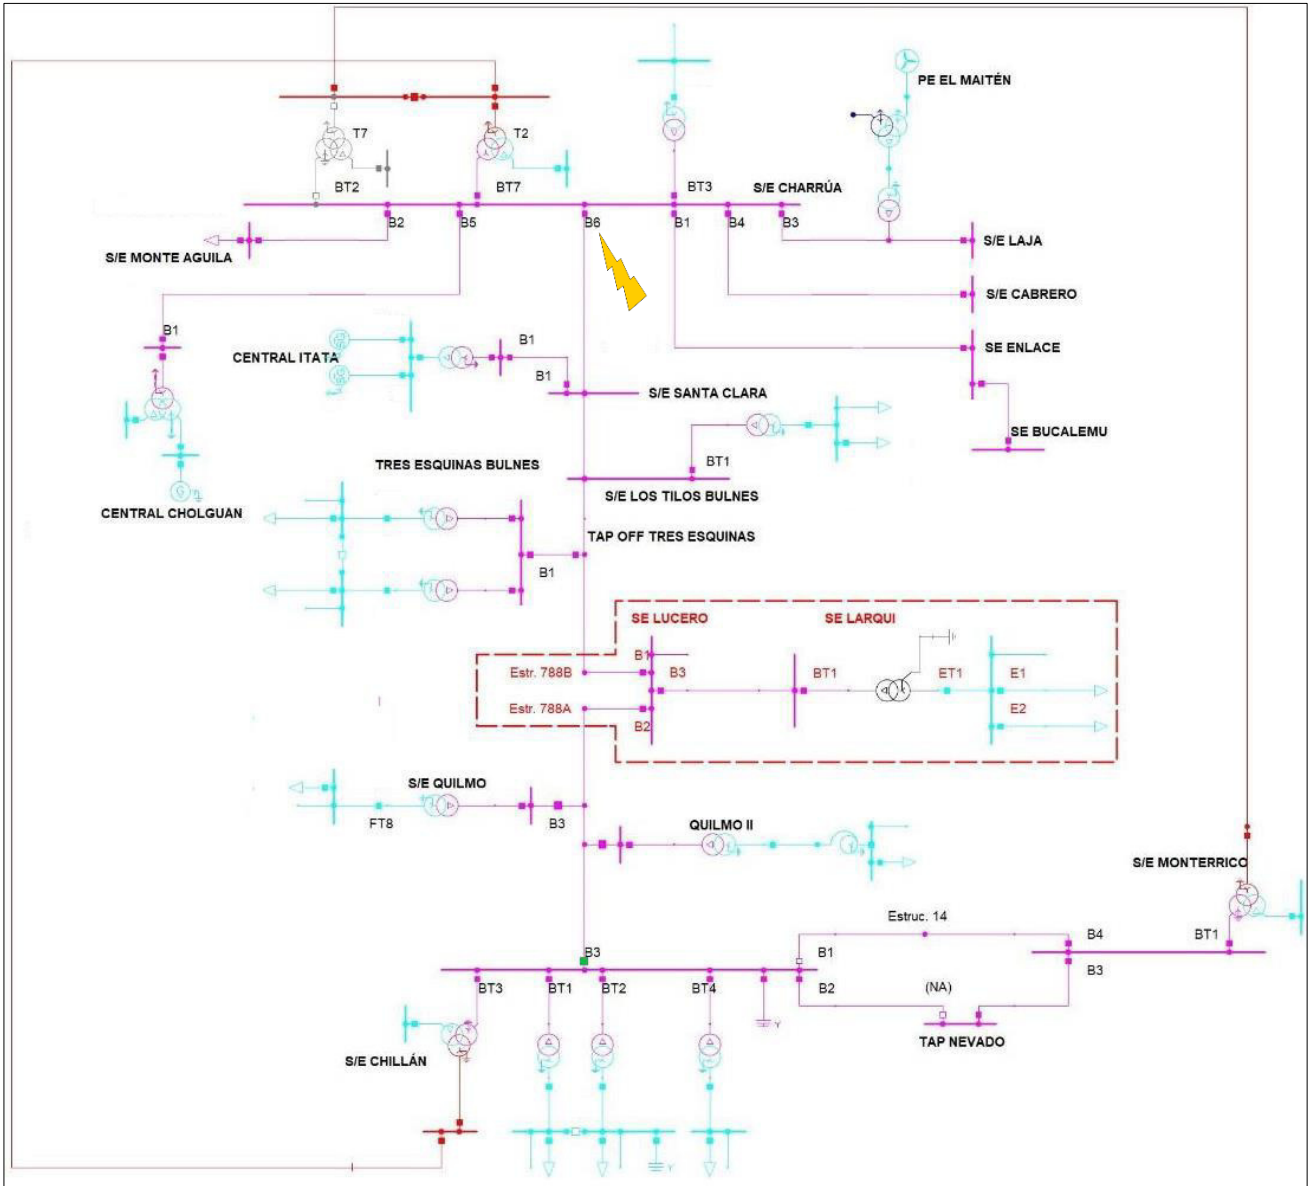 PE EL MAITÉN
T7
T2
BT2
BT7
BT3
S/E CHARRÚA
B2
B5
B6
B1
B4
B3
S/E MONTE AGUILA
S/E LAJA
S/E CABRERO
B1
B1
SE ENLACE
CENTRAL ITATA
B1
S/E SANTA CLARA
SE BUCALEMU
TRES ESQUINAS BULNES
BT1
S/E LOS TILOS BULNES
CENTRAL CHOLGUAN
G
TAP OFF TRES ESQUINAS
B1
SE LUCERO
SE LARQUI
B1
Estr. 788B
B3
BT1
ET1
E1
Estr. 788A
E2
B2
S/E QUILMO
FT8
B3
QUILMO II
S/E MONTERRICO
Estruc. 14
B4
BT1
B3
B1
B3
BT3
BT1
BT2
BT4
B2
(NA)
Y
TAP NEVADO
S/E CHILLÁN
Y